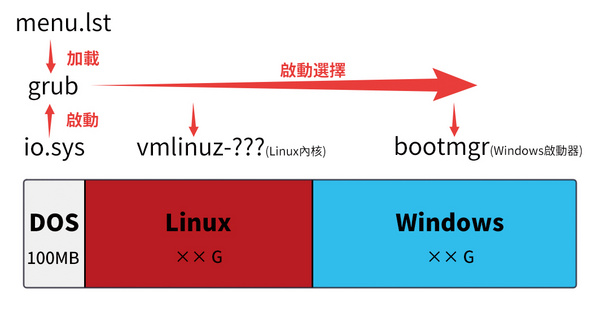 menu.lst
加載
grub
啟動選擇
啟動
io.sys
vmlinuz-???(Linux內核)
bootmgr(Windows啟動器)
DOS
Linux
Windows
100MB
×× G
×× G